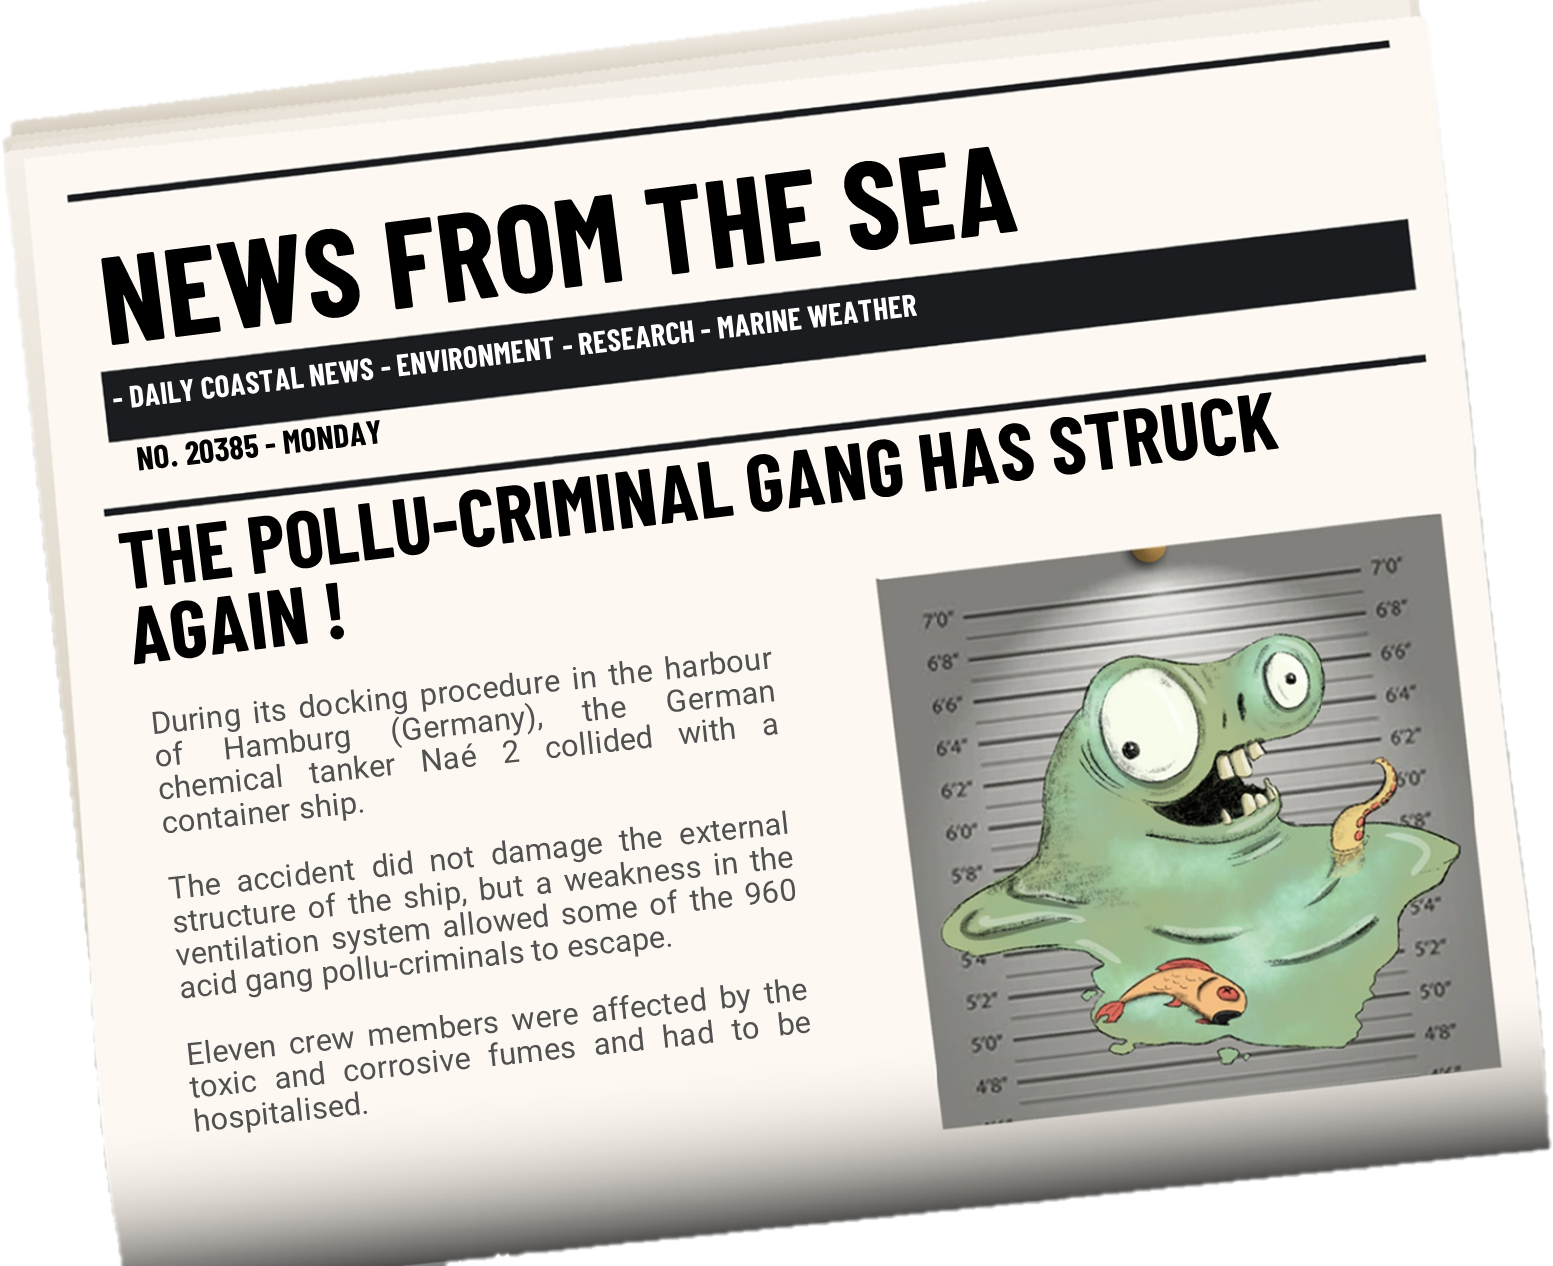 NEWS FROM THE SEA
- DAILY COASTAL NEWS - ENVIRONMENT - RESEARCH - MARINE WEATHER
NO. 20385 - MONDAY
THE POLLU-CRIMINAL GANG HAS STRUCK
AGAIN !
During its docking procedure in the harbour
of Hamburg (Germany), the German
chemical tanker Naé 2 collided with a
container ship.
The accident did not damage the external
structure of the ship, but a weakness in the
ventilation system allowed some of the 960
acid gang pollu-criminals to escape.
Eleven crew members were affected by the
toxic and corrosive fumes and had to be
hospitalised.
7'0" 7'0"
6'8" 6'8"
6'6" 6'6"
6'4" 6'4"
6'2" 6'2"
6'0" 6'0"
5'8" 5'8"
5'4" 5'4"
5'2" 5'2"
5'0" 5'0"
4'8" 4'8"